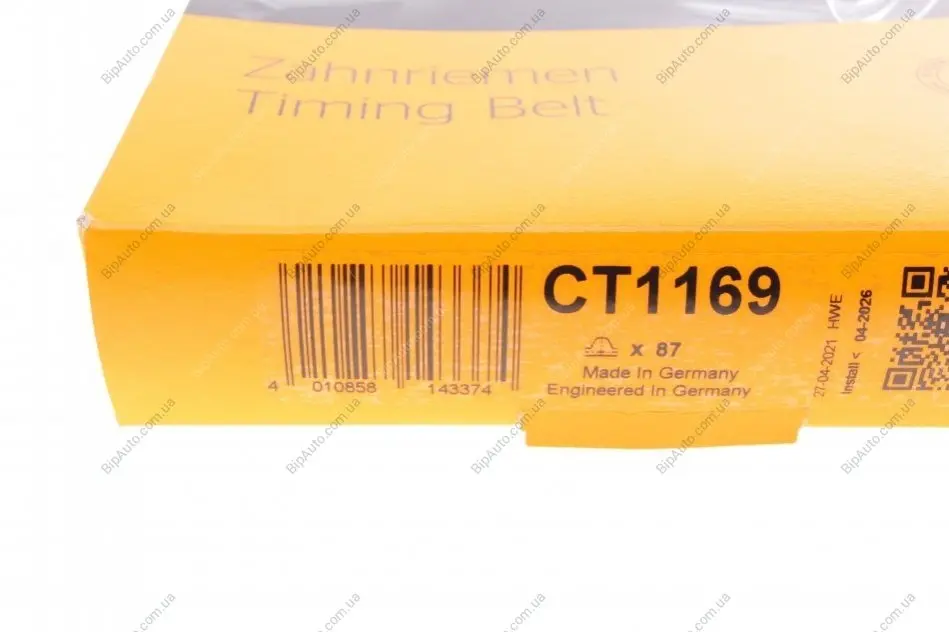 Zahnriemen
Timing Belt
CT1169
x 87
Made In Germany
Engineered In Germany
4 010858 143374
27-04-2021 HWE
Install < 04-2026
BipAuto.com.ua